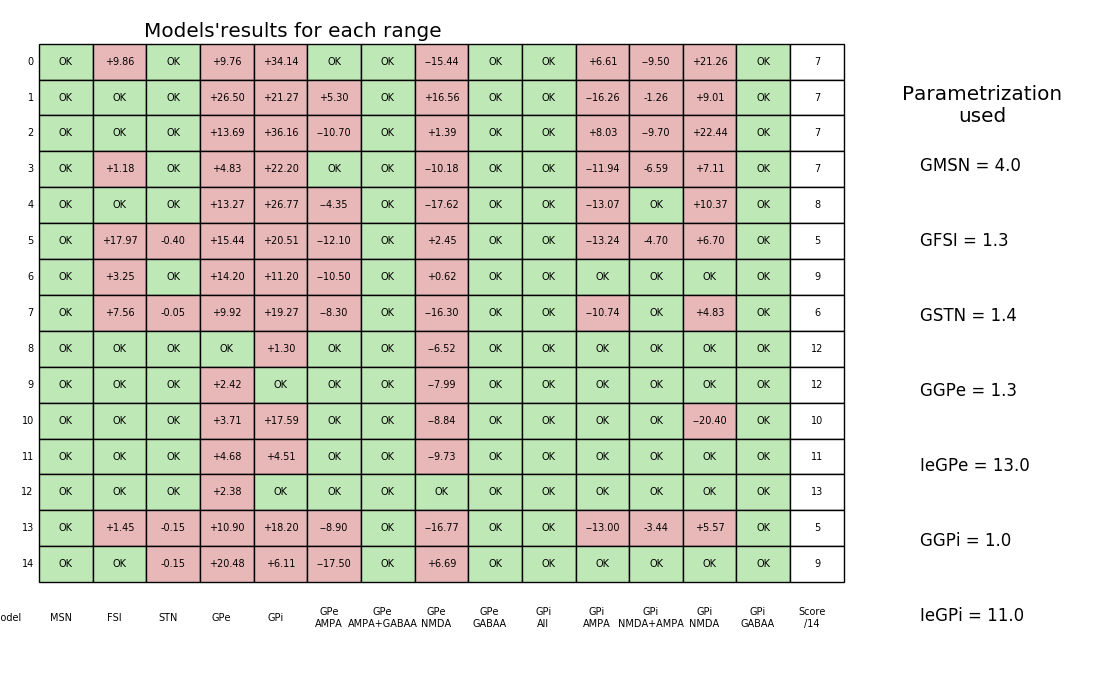 Models'results for each range
0 OK +9.86 OK +9.76 +34.14 OK OK −15.44 OK OK +6.61 −9.50 +21.26 OK 7
1 OK OK OK +26.50 +21.27 +5.30 OK +16.56 OK OK −16.26 -1.26 +9.01 OK 7
2 OK OK OK +13.69 +36.16 −10.70 OK +1.39 OK OK +8.03 −9.70 +22.44 OK 7
3 OK +1.18 OK +4.83 +22.20 OK OK −10.18 OK OK −11.94 -6.59 +7.11 OK 7
4 OK OK OK +13.27 +26.77 −4.35 OK −17.62 OK OK −13.07 OK +10.37 OK 8
5 OK +17.97 -0.40 +15.44 +20.51 −12.10 OK +2.45 OK OK −13.24 -4.70 +6.70 OK 5
6 OK +3.25 OK +14.20 +11.20 −10.50 OK +0.62 OK OK OK OK OK OK 9
7 OK +7.56 -0.05 +9.92 +19.27 −8.30 OK −16.30 OK OK −10.74 OK +4.83 OK 6
8 OK OK OK OK +1.30 OK OK −6.52 OK OK OK OK OK OK 12
9 OK OK OK +2.42 OK OK OK −7.99 OK OK OK OK OK OK 12
10 OK OK OK +3.71 +17.59 OK OK −8.84 OK OK OK OK −20.40 OK 10
11 OK OK OK +4.68 +4.51 OK OK −9.73 OK OK OK OK OK OK 11
12 OK OK OK +2.38 OK OK OK OK OK OK OK OK OK OK 13
13 OK +1.45 -0.15 +10.90 +18.20 −8.90 OK −16.77 OK OK −13.00 -3.44 +5.57 OK 5
14 OK OK -0.15 +20.48 +6.11 −17.50 OK +6.69 OK OK OK OK OK OK 9
odel MSN FSI STN GPe GPi GPe GPe GPe GPe GPi GPi GPi GPi GPi Score
AMPA AMPA+GABAA NMDA GABAA All AMPA NMDA+AMPA NMDA GABAA /14
Parametrization
used
GMSN = 4.0
GFSI = 1.3
GSTN = 1.4
GGPe = 1.3
IeGPe = 13.0
GGPi = 1.0
IeGPi = 11.0